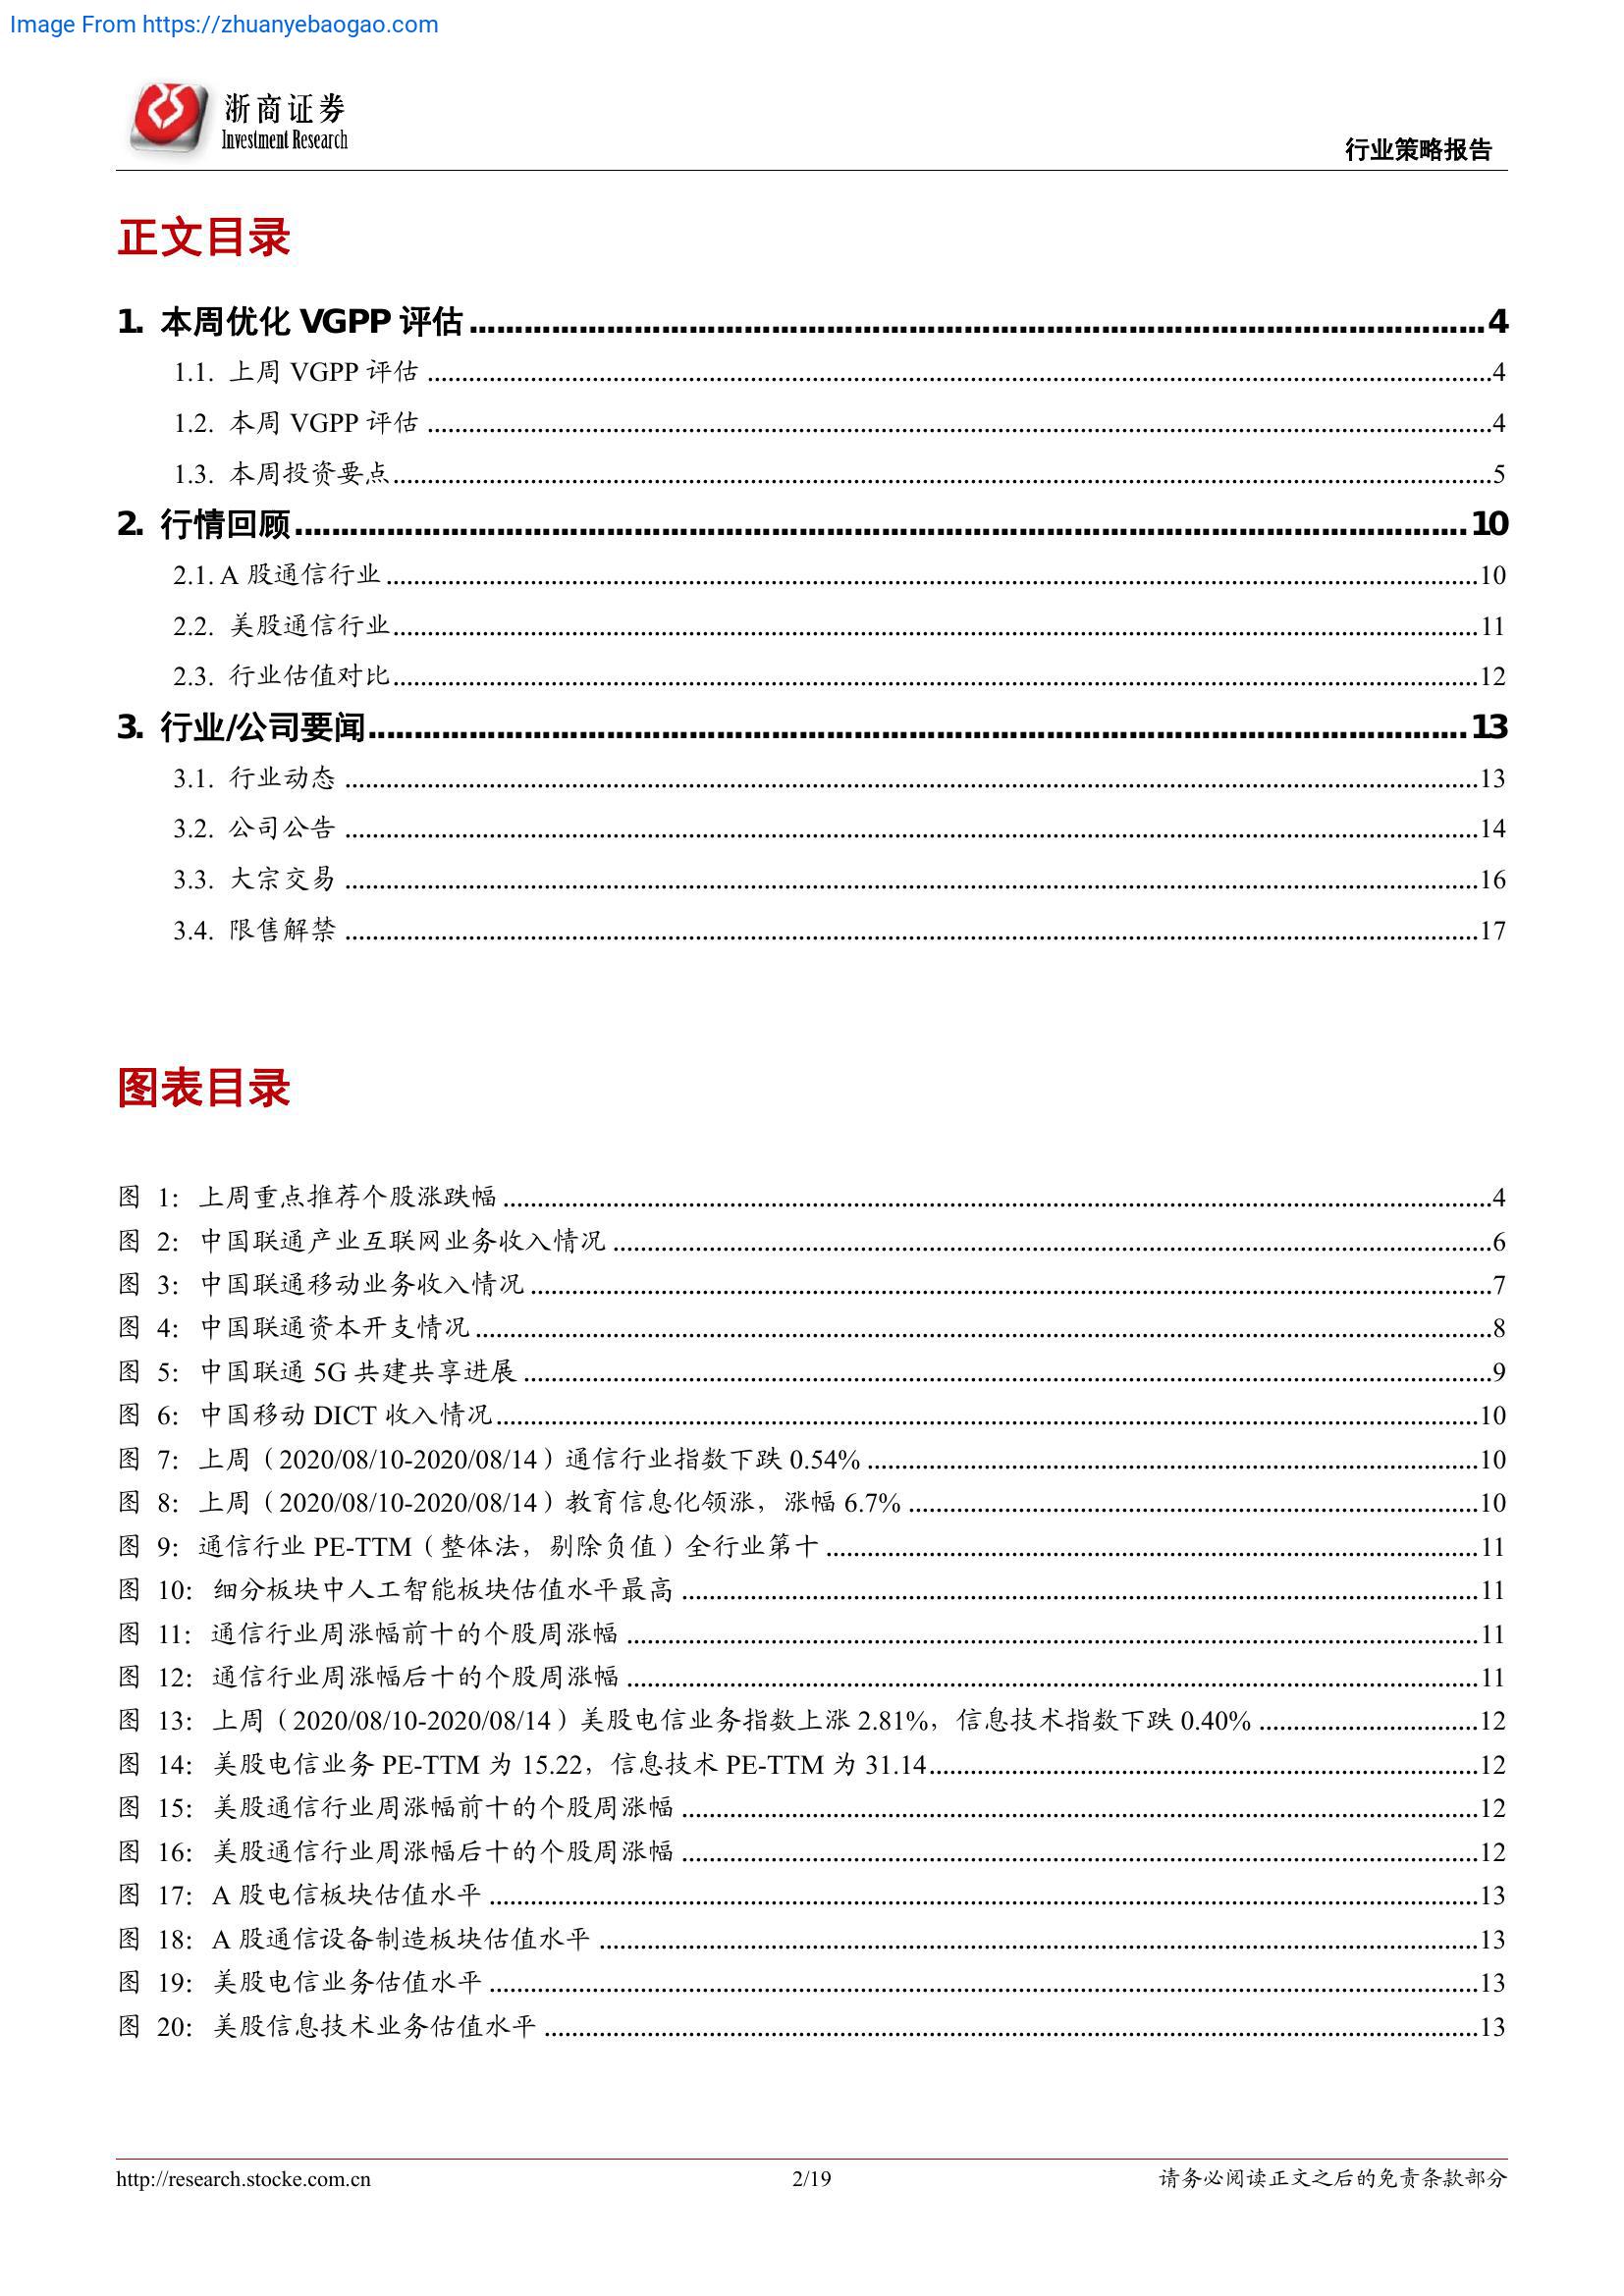 Image From https://zhuanyebaogao.com
浙商证券
Investment Research
行业策略报告
正文目录
1. 本周优化 VGPP 评估 4
1.1. 上周 VGPP 评估 4
1.2. 本周 VGPP 评估 4
1.3. 本周投资要点 5
2. 行情回顾 10
2.1. A 股通信行业 10
2.2. 美股通信行业 11
2.3. 行业估值对比 12
3. 行业/公司要闻 13
3.1. 行业动态 13
3.2. 公司公告 14
3.3. 大宗交易 16
3.4. 限售解禁 17
图表目录
图 1：上周重点推荐个股涨跌幅 4
图 2：中国联通产业互联网业务收入情况 6
图 3：中国联通移动业务收入情况 7
图 4：中国联通资本开支情况 8
图 5：中国联通 5G 共建共享进展 9
图 6：中国移动 DICT 收入情况 10
图 7：上周（2020/08/10-2020/08/14）通信行业指数下跌 0.54% 10
图 8：上周（2020/08/10-2020/08/14）教育信息化领涨，涨幅 6.7% 10
图 9：通信行业 PE-TTM（整体法，剔除负值）全行业第十 11
图 10：细分板块中人工智能板块估值水平最高 11
图 11：通信行业周涨幅前十的个股周涨幅 11
图 12：通信行业周涨幅后十的个股周涨幅 11
图 13：上周（2020/08/10-2020/08/14）美股电信业务指数上涨 2.81%，信息技术指数下跌 0.40% 12
图 14：美股电信业务 PE-TTM 为 15.22，信息技术 PE-TTM 为 31.14 12
图 15：美股通信行业周涨幅前十的个股周涨幅 12
图 16：美股通信行业周涨幅后十的个股周涨幅 12
图 17：A 股电信板块估值水平 13
图 18：A 股通信设备制造板块估值水平 13
图 19：美股电信业务估值水平 13
图 20：美股信息技术业务估值水平 13
http://research.stocke.com.cn 2/19 请务必阅读正文之后的免责条款部分